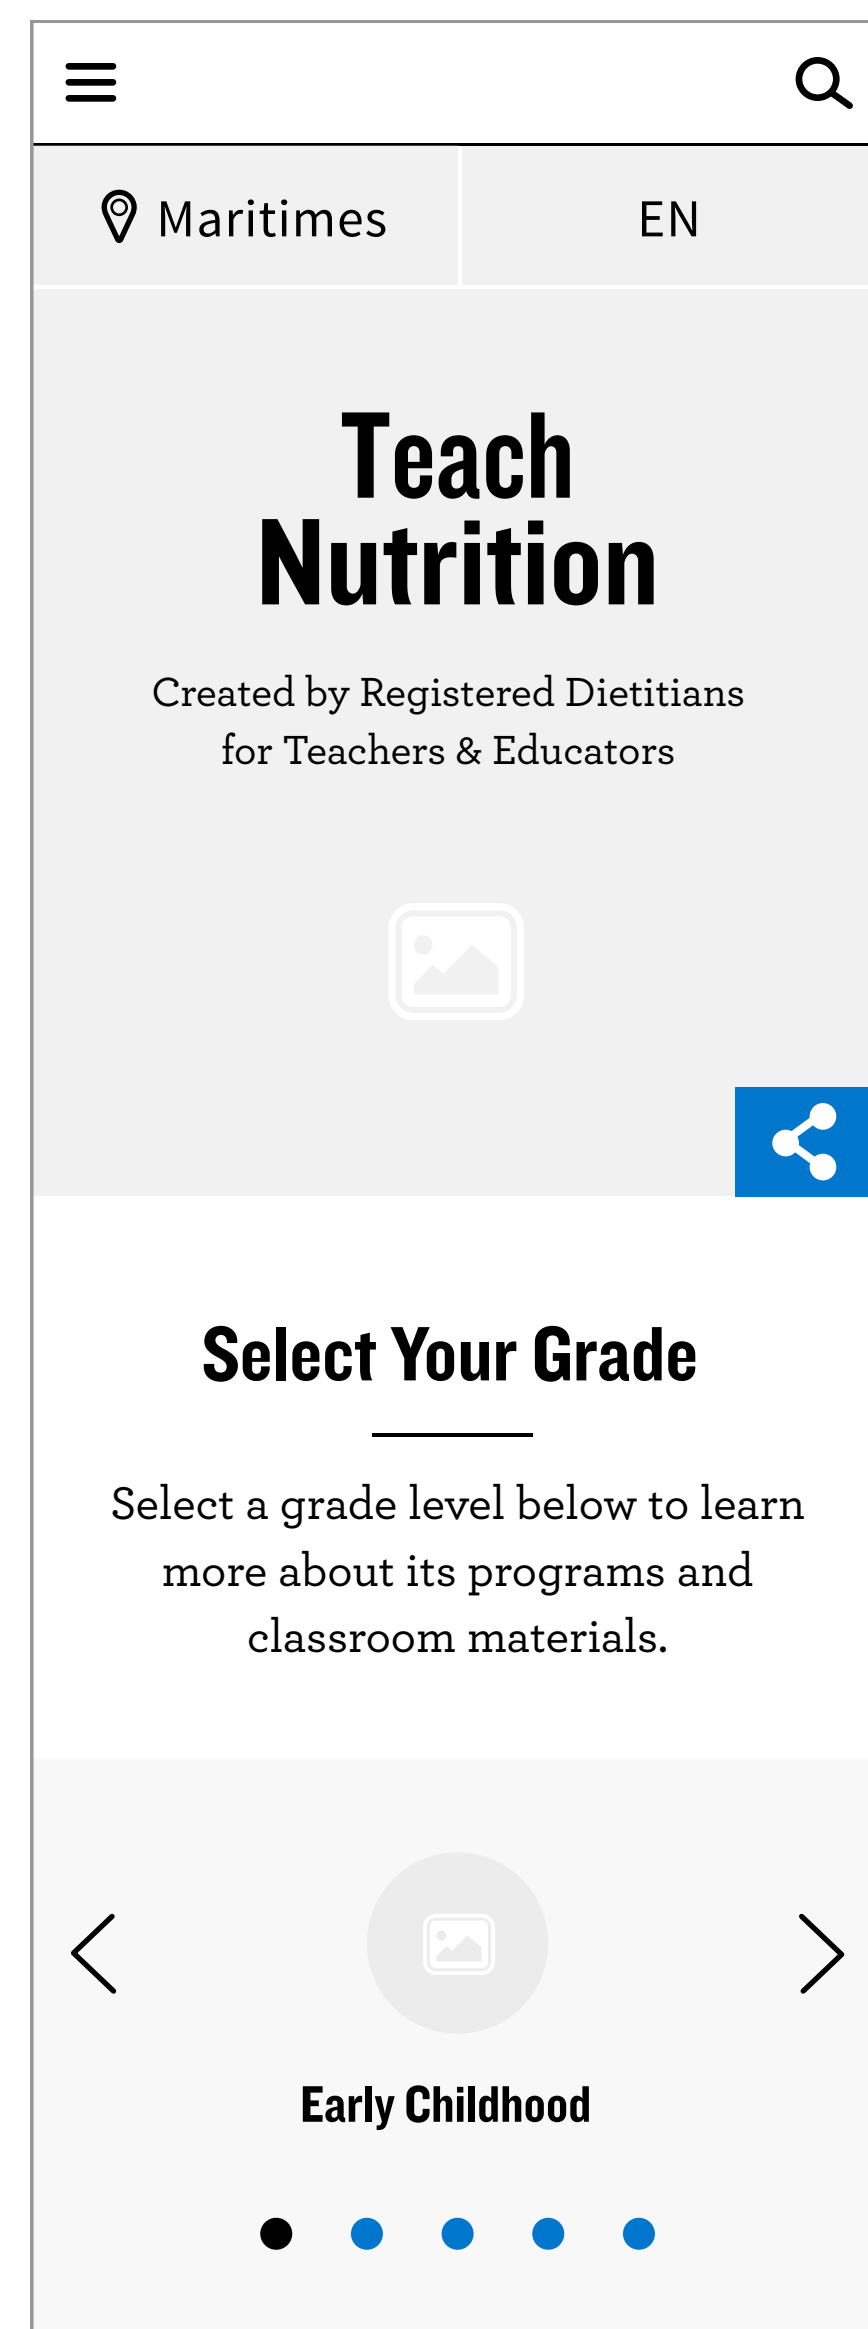 Maritimes
EN
Teach
Nutrition
Created by Registered Dietitians
for Teachers & Educators
Select Your Grade
Select a grade level below to learn
more about its programs and
classroom materials.
Early Childhood